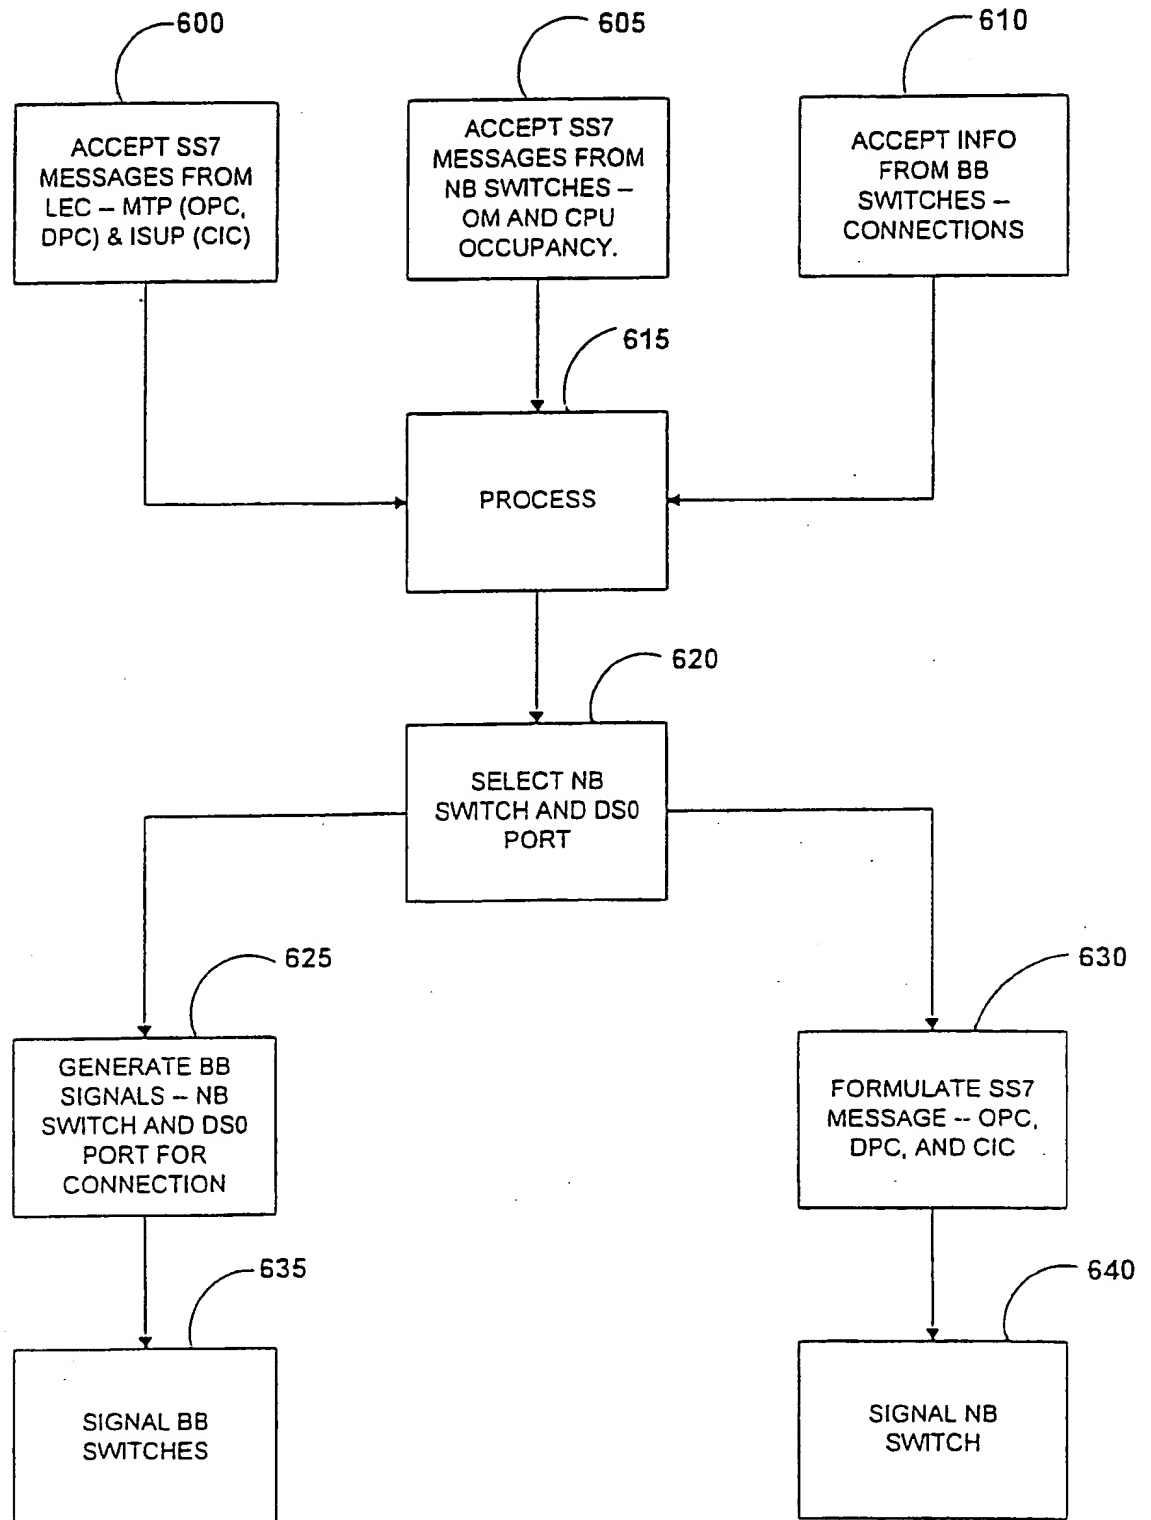 600
605
610
ACCEPT SS7
MESSAGES FROM
LEC – MTP (OPC,
DPC) & ISUP (CIC)
ACCEPT SS7
MESSAGES FROM
NB SWITCHES –
OM AND CPU
OCCUPANCY.
ACCEPT INFO
FROM BB
SWITCHES –
CONNECTIONS
615
PROCESS
620
SELECT NB
SWITCH AND DS0
PORT
625
630
GENERATE BB
SIGNALS – NB
SWITCH AND DS0
PORT FOR
CONNECTION
FORMULATE SS7
MESSAGE -- OPC,
DPC, AND CIC
635
640
SIGNAL BB
SWITCHES
SIGNAL NB
SWITCH